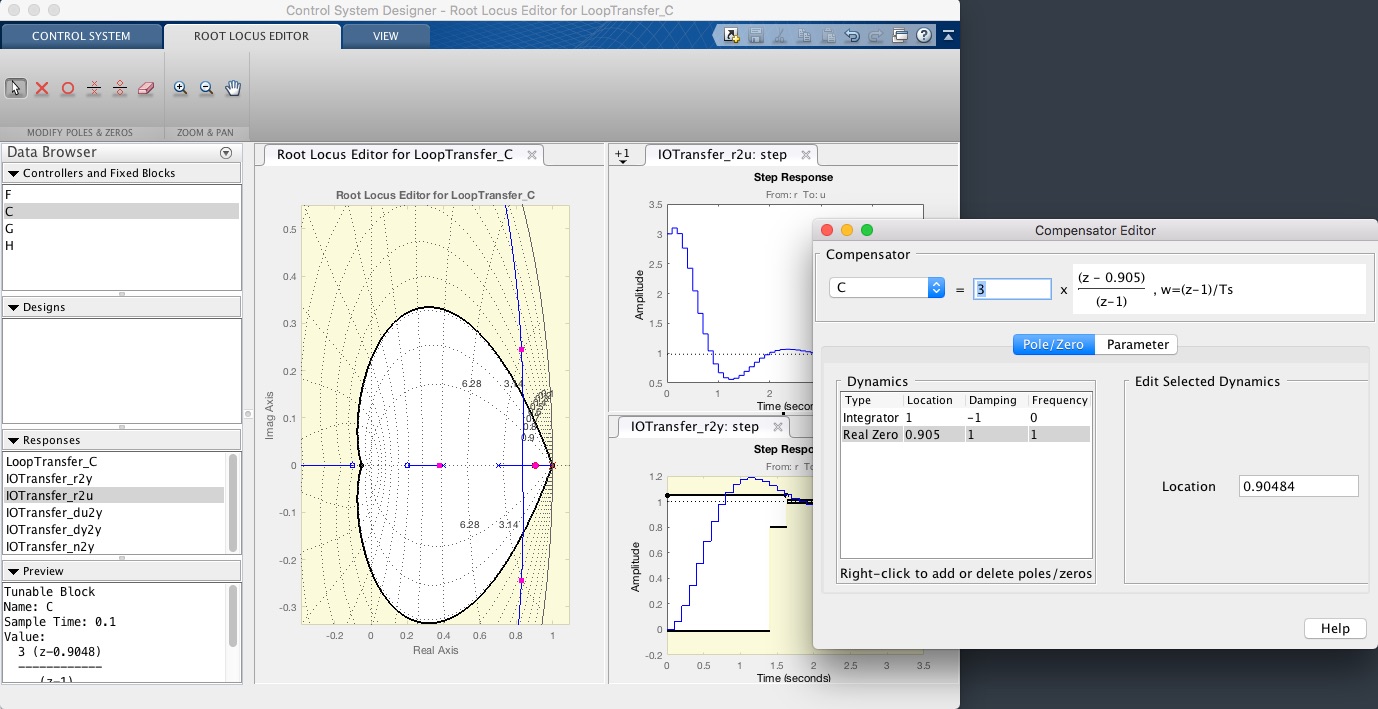 Control System Designer - Root Locus Editor for LoopTransfer_C
CONTROL SYSTEM
ROOT LOCUS EDITOR
VIEW
MODIFY POLES & ZEROS
ZOOM & PAN
Data Browser
Controllers and Fixed Blocks
F
C
G
H
Designs
Responses
LoopTransfer_C
IOTransfer_r2y
IOTransfer_r2u
IOTransfer_du2y
IOTransfer_dy2y
IOTransfer_n2y
Preview
Tunable Block
Name: C
Sample Time: 0.1
Value:
3 (z-0.9048)
------------
(z-1)
Root Locus Editor for LoopTransfer_C
Root Locus Editor for LoopTransfer_C
0.5
0.4
0.3
0.2
0.1
0
-0.1
-0.2
-0.3
Imag Axis
6.28
3.14
0.8
0.9
6.28
3.14
-0.2 0 0.2 0.4 0.6 0.8 1
Real Axis
+1
IOTransfer_r2u: step
Step Response
From: r To: u
3.5
3
2.5
2
1.5
1
0.5
Amplitude
1 2
Time (secon
IOTransfer_r2y: step
Step Respo
From: r To
1.2
1
0.8
0.6
0.4
0.2
0
-0.2
Amplitude
0 0.5 1 1.5 2 2.5 3 3.5
Time (seconds)
Compensator Editor
Compensator
C
=
3
x
(z - 0.905)
(z-1)
, w=(z-1)/Ts
Pole/Zero
Parameter
Dynamics
Type Location Damping Frequency
Integrator 1 -1 0
Real Zero 0.905 1 1
Right-click to add or delete poles/zeros
Edit Selected Dynamics
Location 0.90484
Help